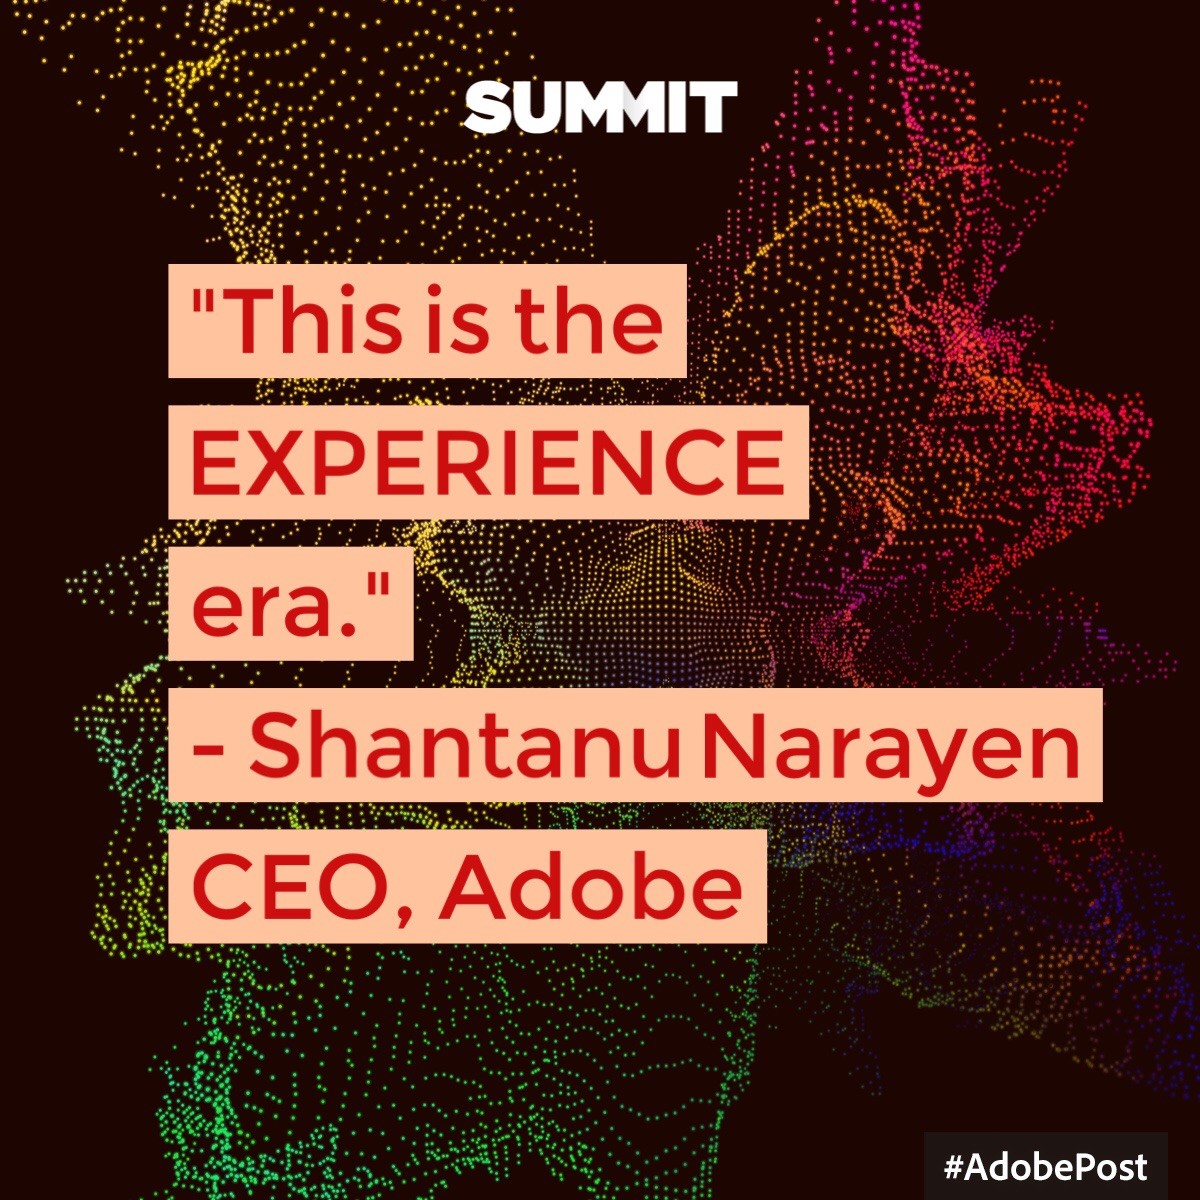 SUMMIT
"This is the
EXPERIENCE
era."
- Shantanu Narayen
CEO, Adobe
#AdobePost